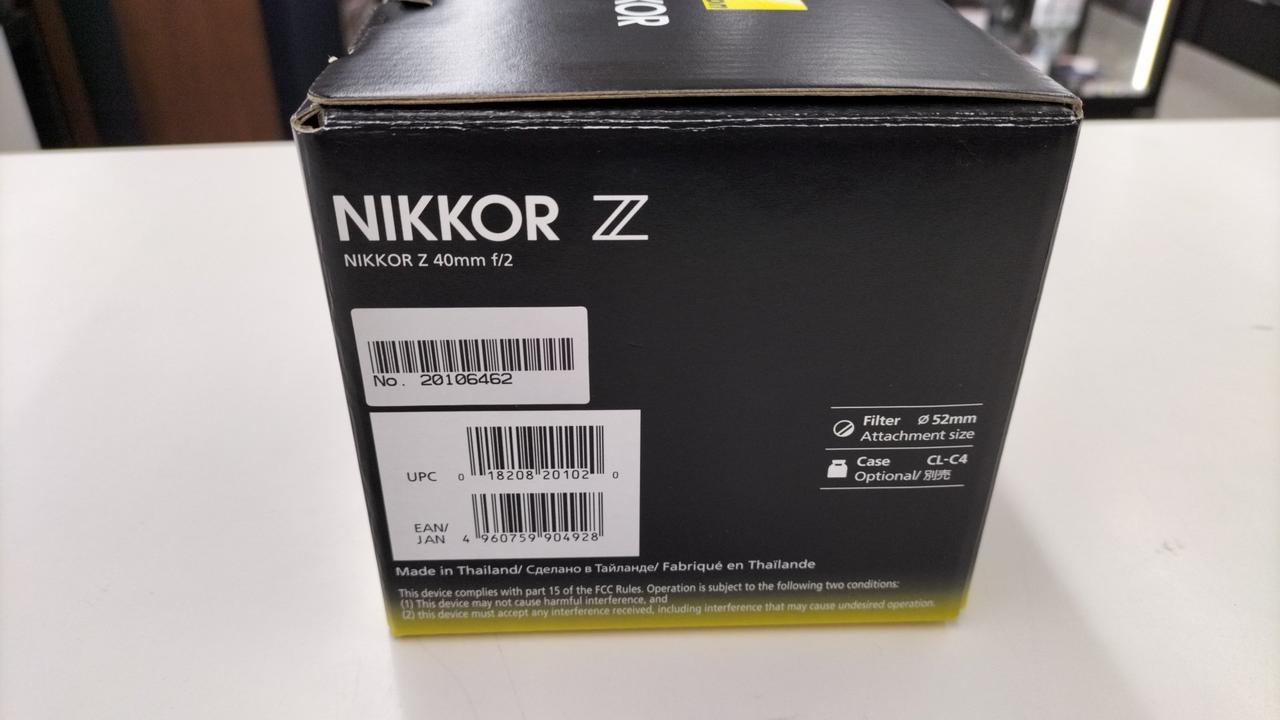 KOR
NIKKOR Z
NIKKOR Z 40mm f/2
No. 20106462
UPC 0 18208 20102 0
EAN/
JAN 4 960759 904928
Filter Ø 52mm
Attachment size
Case CL-C4
Optional/ 別売
Made in Thailand/ Сделано в Тайланде/ Fabriqué en Thaïlande
This device complies with part 15 of the FCC Rules. Operation is subject to the following two conditions:
(1) This device may not cause harmful interference, and
(2) this device must accept any interference received, including interference that may cause undesired operation.